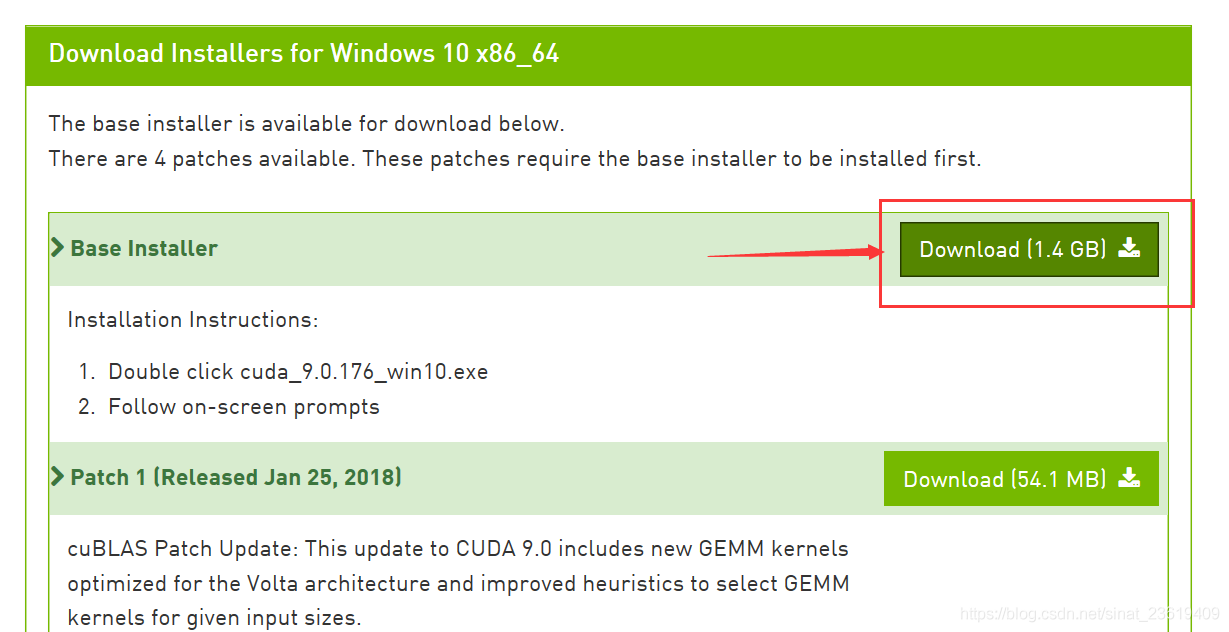 Download Installers for Windows 10 x86_64
The base installer is available for download below.
There are 4 patches available. These patches require the base installer to be installed first.
Base Installer
Download (1.4 GB)
Installation Instructions:
1. Double click cuda_9.0.176_win10.exe
2. Follow on-screen prompts
Patch 1 (Released Jan 25, 2018)
Download (54.1 MB)
cuBLAS Patch Update: This update to CUDA 9.0 includes new GEMM kernels
optimized for the Volta architecture and improved heuristics to select GEMM
kernels for given input sizes.
https://blog.csdn.net/sinat_23619409